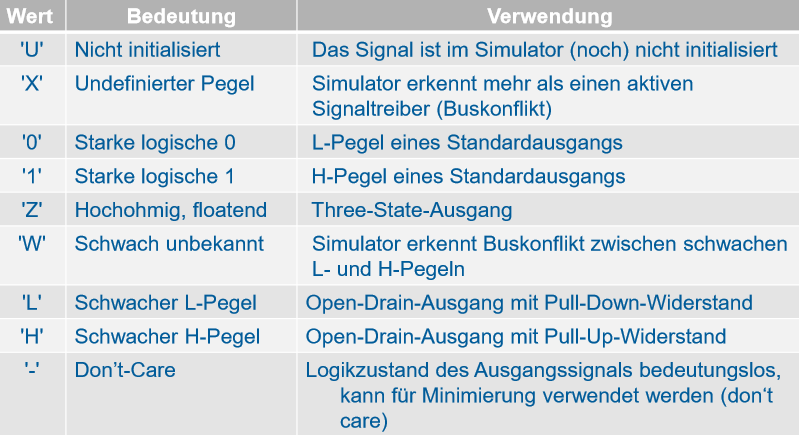 Wert Bedeutung Verwendung
'U' Nicht initialisiert Das Signal ist im Simulator (noch) nicht initialisiert
'X' Undefinierter Pegel Simulator erkennt mehr als einen aktiven
Signaltreiber (Buskonflikt)
'0' Starke logische 0 L-Pegel eines Standardausgangs
'1' Starke logische 1 H-Pegel eines Standardausgangs
'Z' Hochohmig, floatend Three-State-Ausgang
'W' Schwach unbekannt Simulator erkennt Buskonflikt zwischen schwachen
L- und H-Pegeln
'L' Schwacher L-Pegel Open-Drain-Ausgang mit Pull-Down-Widerstand
'H' Schwacher H-Pegel Open-Drain-Ausgang mit Pull-Up-Widerstand
'-' Don’t-Care Logikzustand des Ausgangssignals bedeutungslos,
kann für Minimierung verwendet werden (don‘t
care)